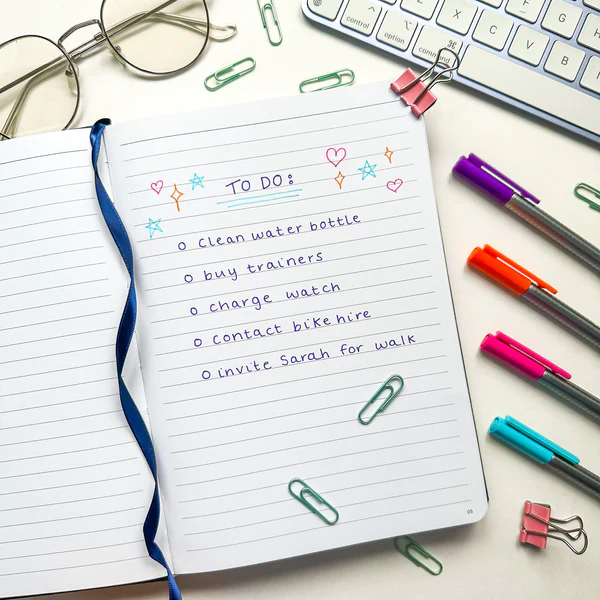 control
option
command
⌘
Z
X
C
V
B
F
G
H
TO DO:
o clean water bottle
o buy trainers
o charge watch
o contact bike hire
o invite Sarah for walk